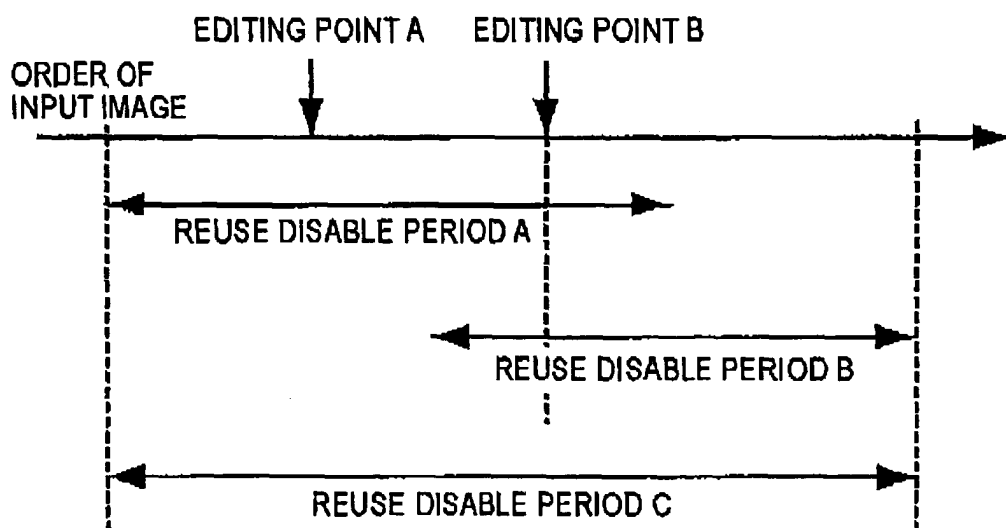 EDITING POINT A
EDITING POINT B
ORDER OF
INPUT IMAGE
REUSE DISABLE PERIOD A
REUSE DISABLE PERIOD B
REUSE DISABLE PERIOD C